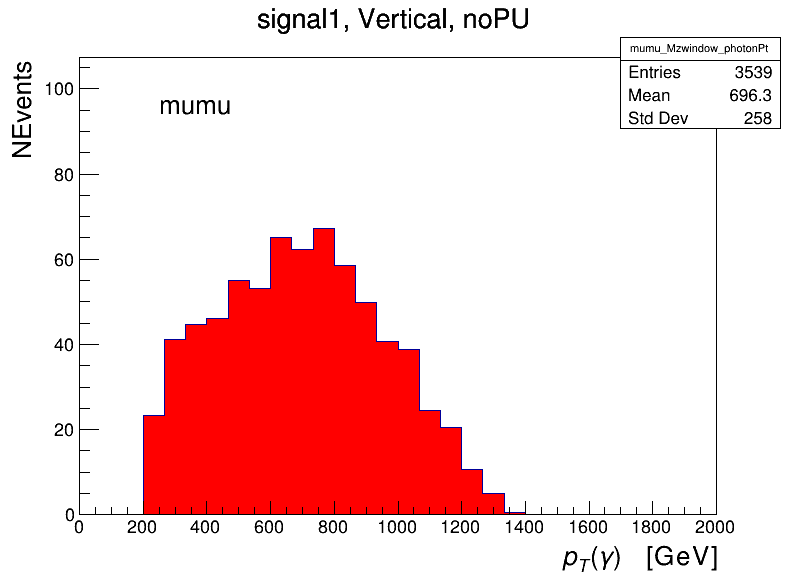 signal1, Vertical, noPU
mumu_Mzwindow_photonPt
Entries 3539
Mean 696.3
Std Dev 258
NEvents
mumu
100
80
60
40
20
0
0 200 400 600 800 1000 1200 1400 1600 1800 2000
p_T(γ) [GeV]